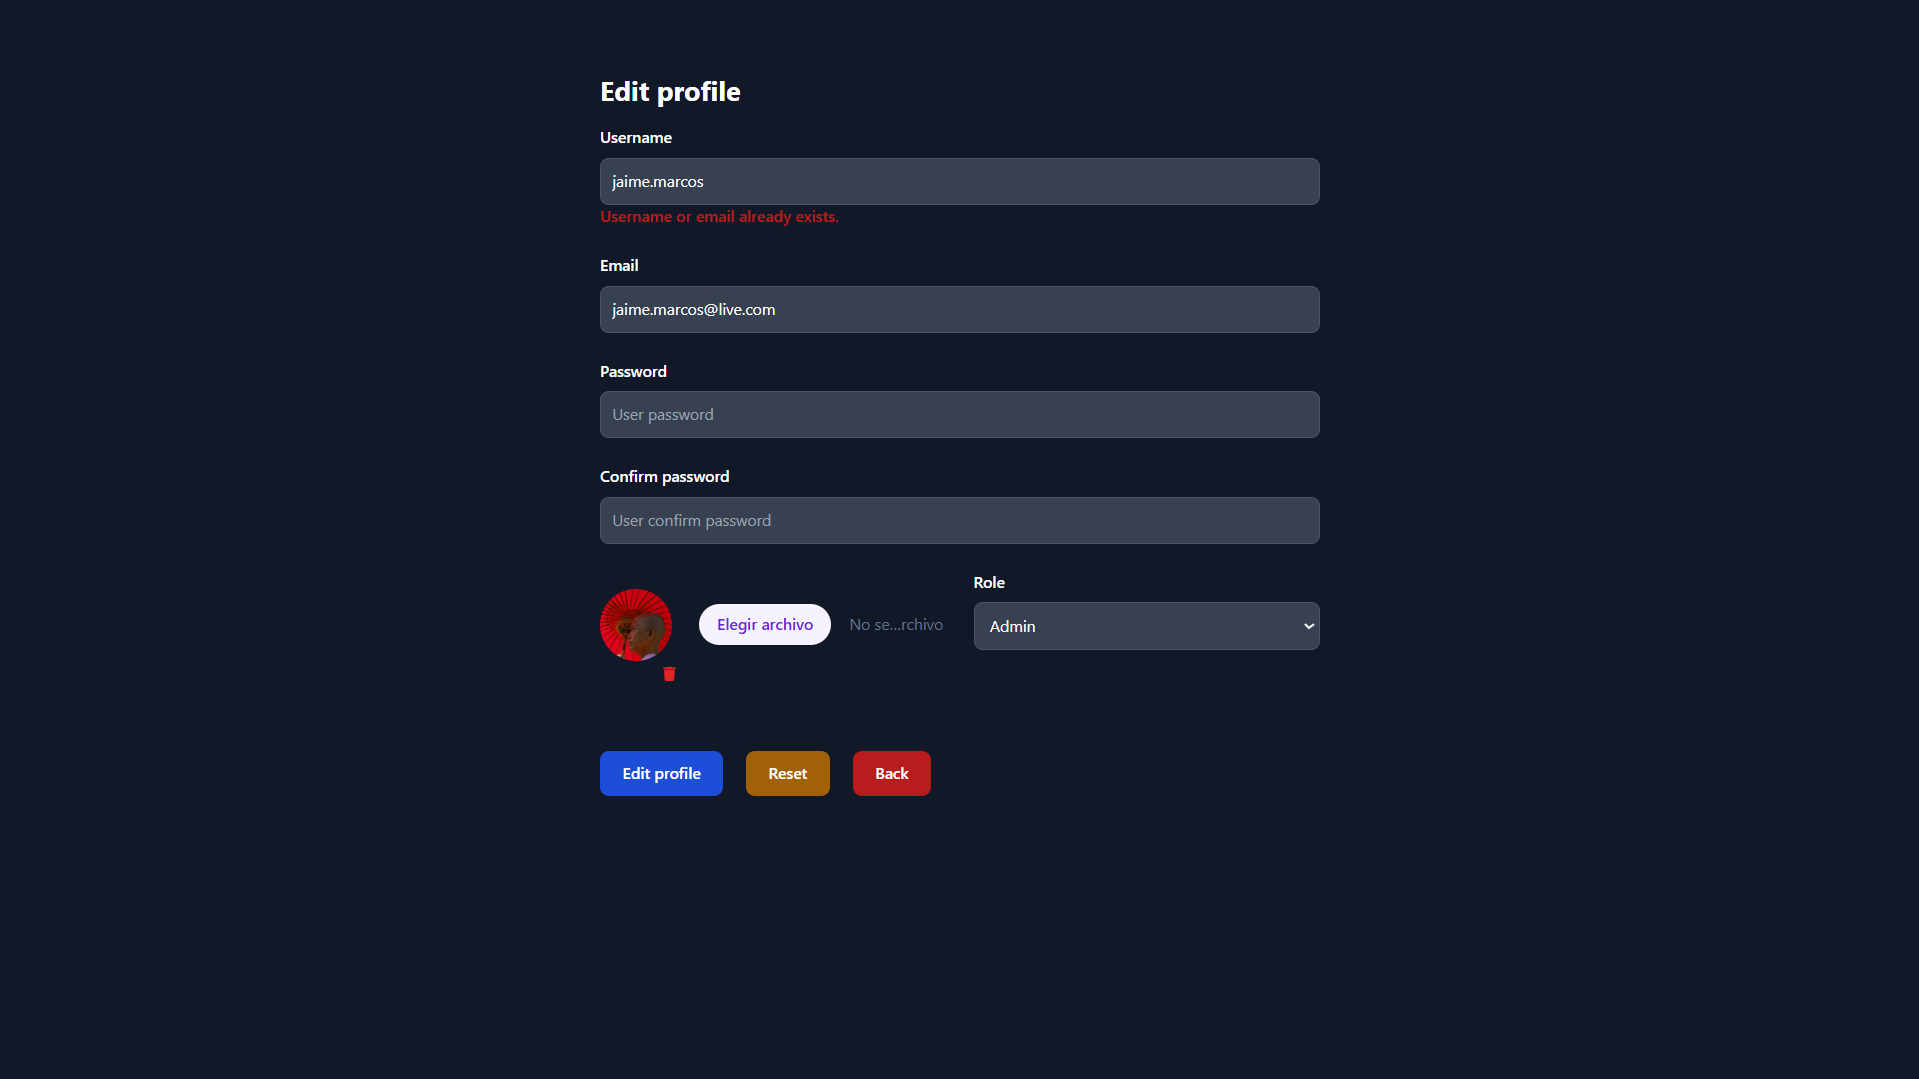 Edit profile
Username
jaime.marcos
Username or email already exists.
Email
jaime.marcos@live.com
Password
User password
Confirm password
User confirm password
Role
Elegir archivo No se...rchivo
Admin
Edit profile Reset Back